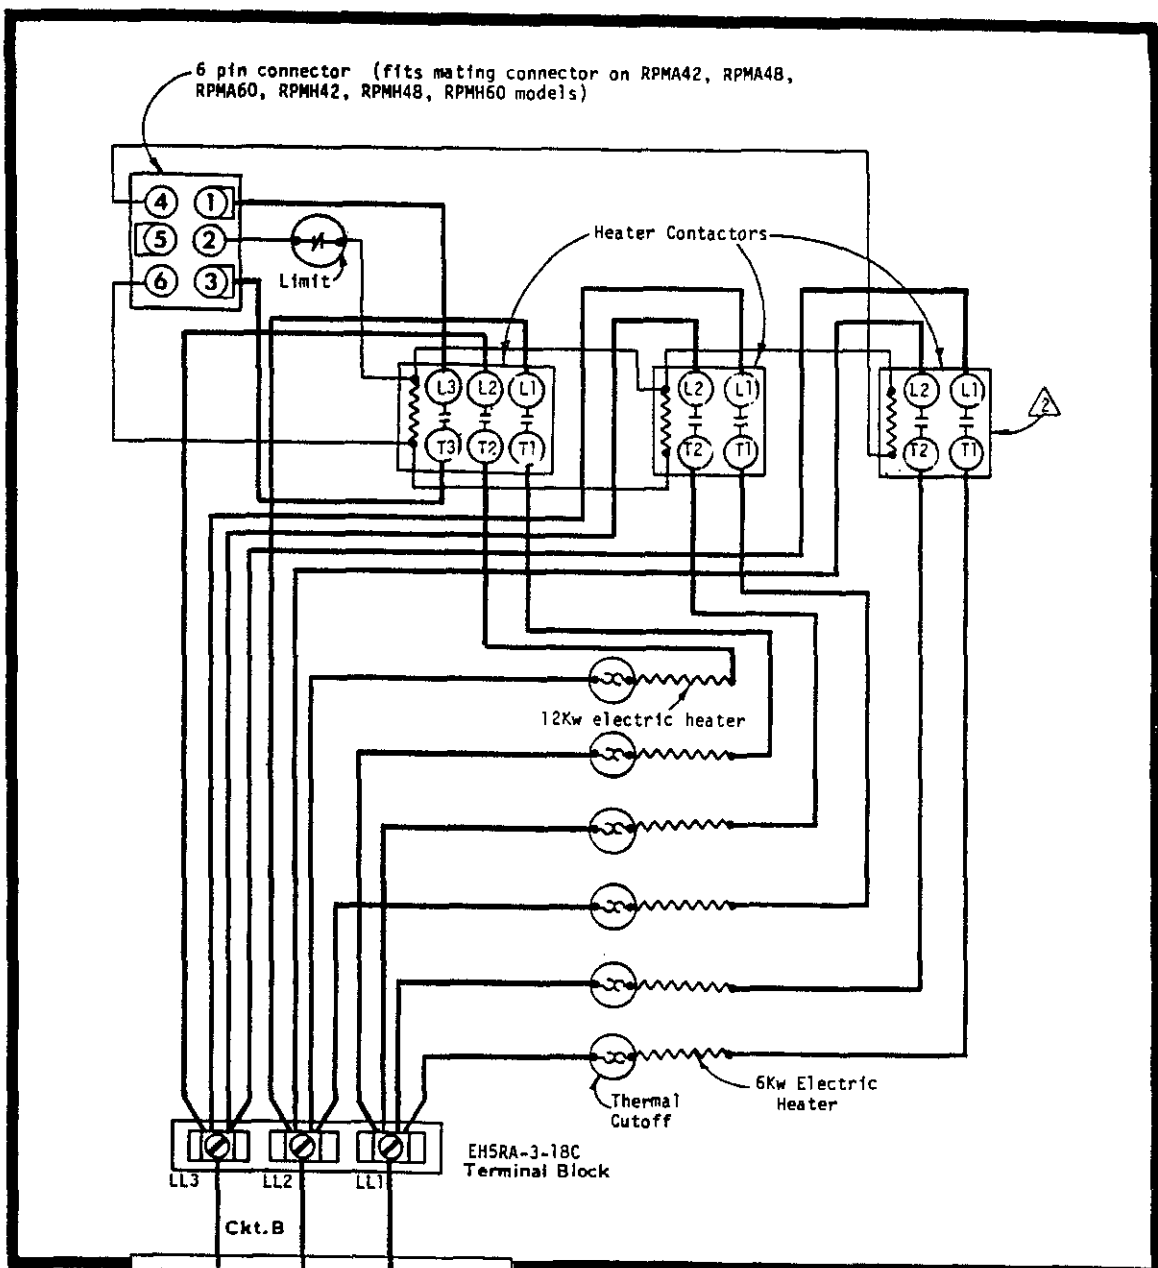 6 pin connector (fits mating connector on RPMA42, RPMA48,
RPMA60, RPMH42, RPMH48, RPMH60 models)
4 1
5 2
6 3
Limit
Heater Contactors
L3 L2 L1
T3 T2 T1
L2 L1
T2 T1
L2 L1
T2 T1
2
12Kw electric heater
6Kw Electric
Heater
Thermal
Cutoff
EH5RA-3-18C
Terminal Block
LL3 LL2 LL1
Ckt.B